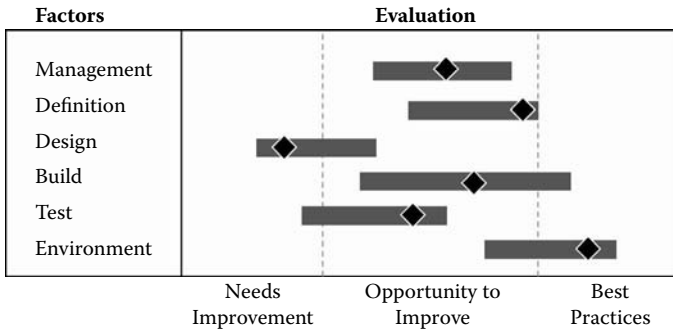 Factors Evaluation
Management
Definition
Design
Build
Test
Environment
Needs Opportunity to Best
Improvement Improve Practices